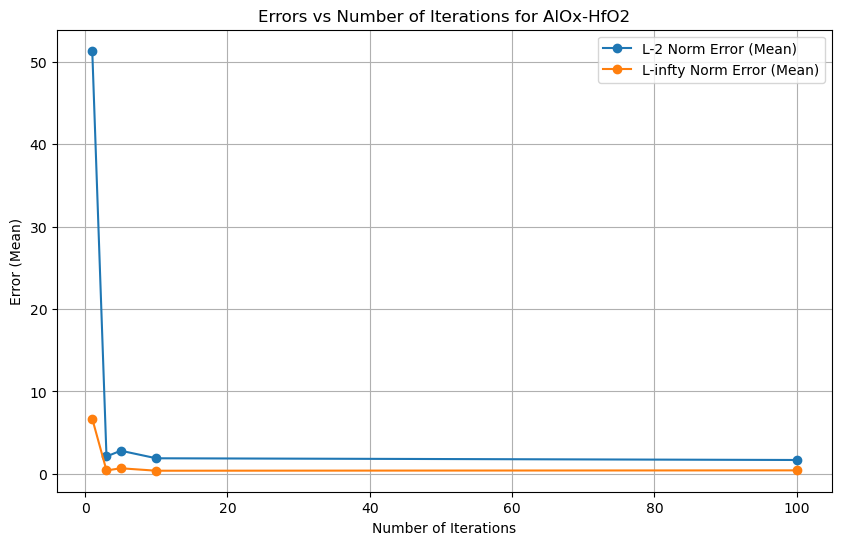 Errors vs Number of Iterations for AlOx-HfO2
L-2 Norm Error (Mean)
L-infty Norm Error (Mean)
Error (Mean)
50
40
30
20
10
0
0 20 40 60 80 100
Number of Iterations